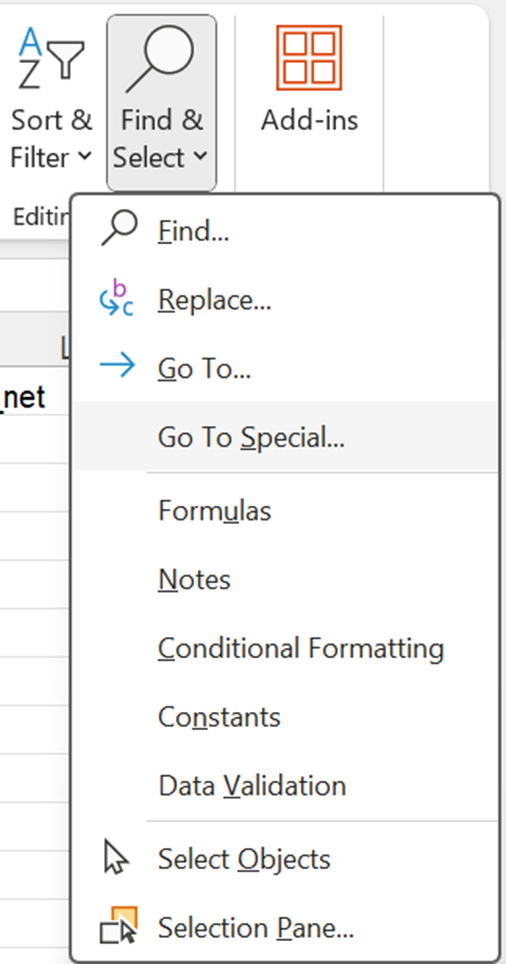 Sort & Filter
Find & Select
Add-ins
Editin
Find...
L
Replace...
Go To...
_net
Go To Special...
Formulas
Notes
Conditional Formatting
Constants
Data Validation
Select Objects
Selection Pane...